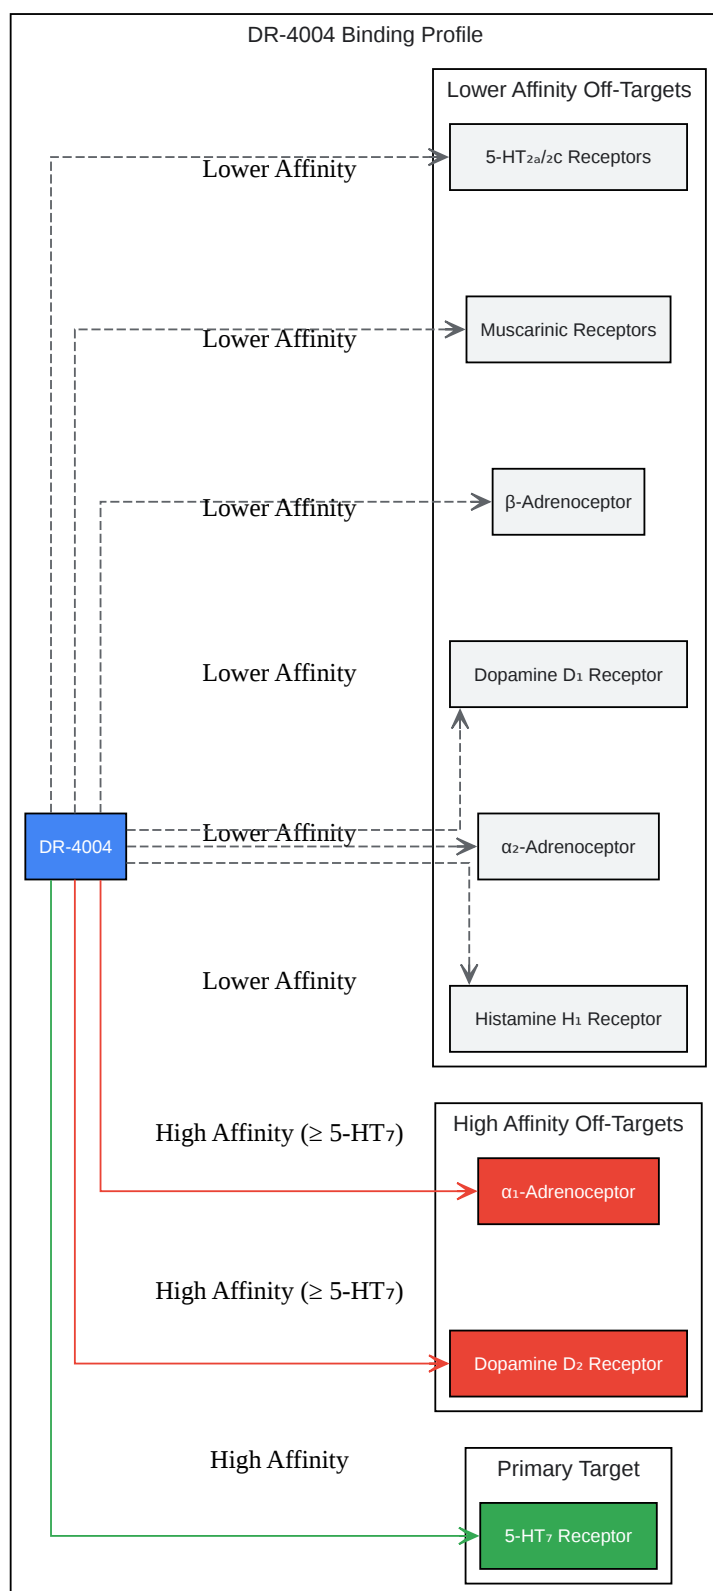 DR-4004 Binding Profile
Lower Affinity Off-Targets
Lower Affinity
5-HT₂ₐ/₂c Receptors
Lower Affinity
Muscarinic Receptors
Lower Affinity
β-Adrenoceptor
Lower Affinity
Dopamine D₁ Receptor
Lower Affinity
DR-4004
α₂-Adrenoceptor
Lower Affinity
Histamine H₁ Receptor
High Affinity (≥ 5-HT₇)
High Affinity Off-Targets
α₁-Adrenoceptor
High Affinity (≥ 5-HT₇)
Dopamine D₂ Receptor
High Affinity
Primary Target
5-HT₇ Receptor